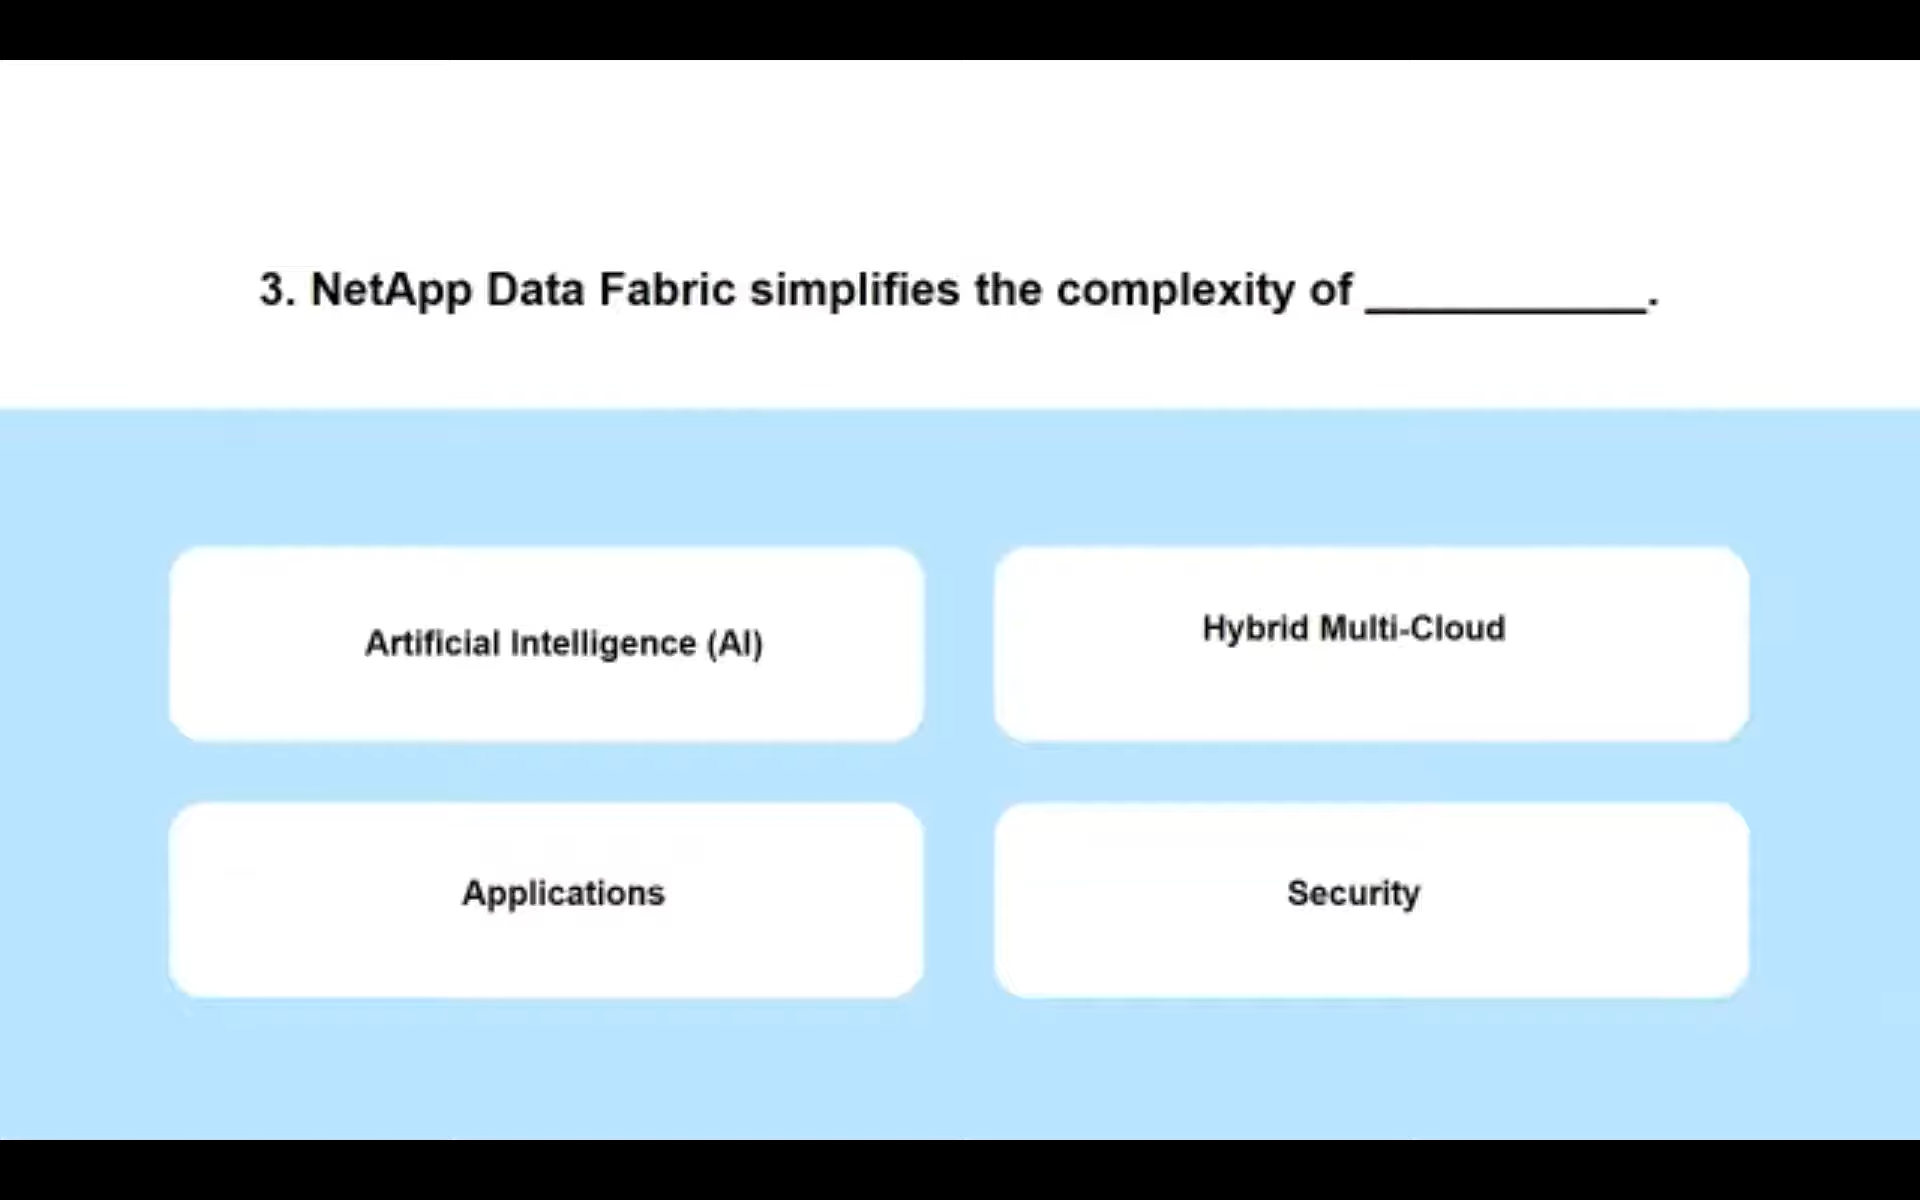 3. NetApp Data Fabric simplifies the complexity of ___________.
Artificial Intelligence (AI)
Hybrid Multi-Cloud
Applications
Security